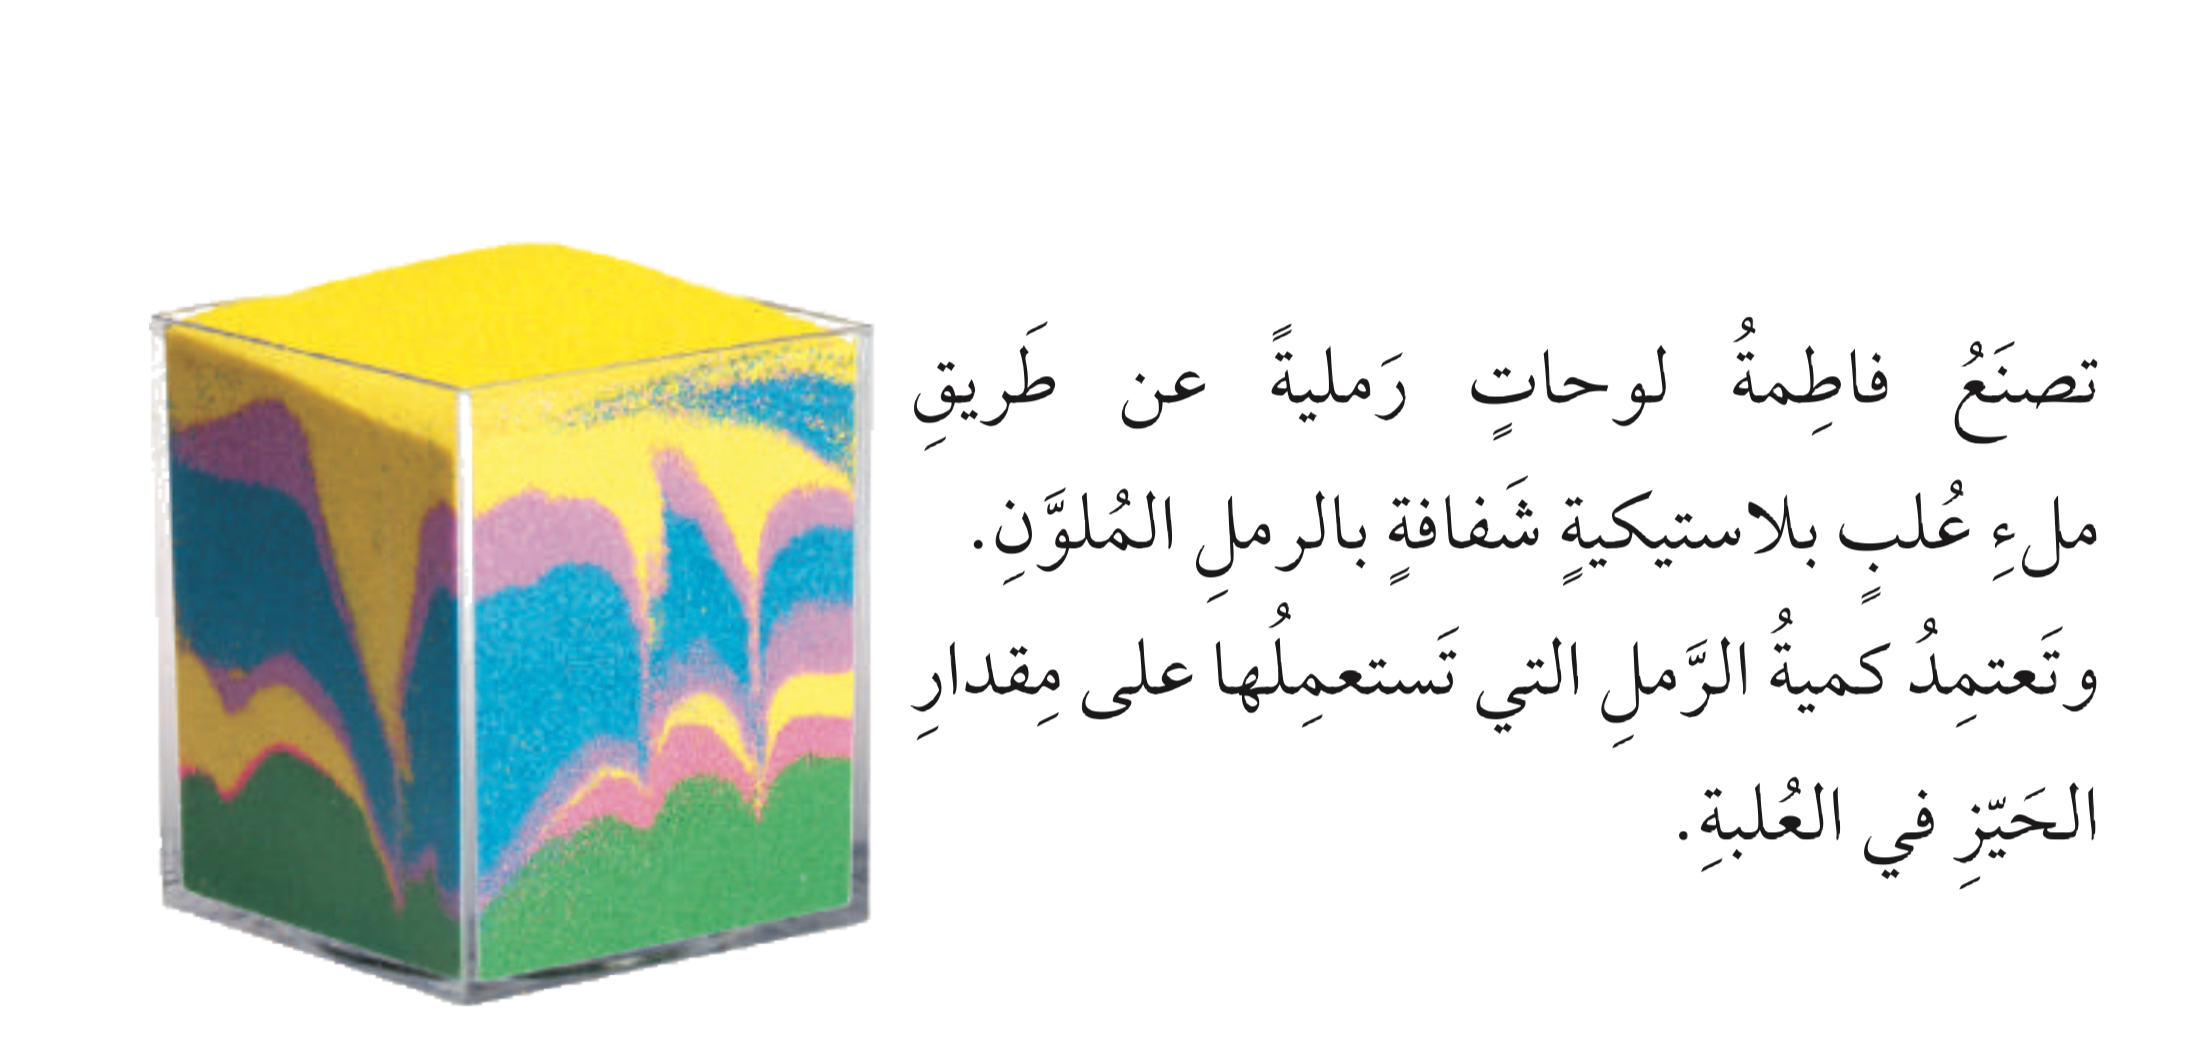 تصنَعُ فاطِمةُ لوحاتٍ رَمليةً عن طَريقِ
ملءِ عُلبٍ بلاستيكيةٍ شَفافةٍ بالرملِ المُلوَّنِ.
وتَعتمِدُ كميةُ الرَّملِ التي تَستعمِلُها على مِقدارِ
الحَيّزِ في العُلبةِ.